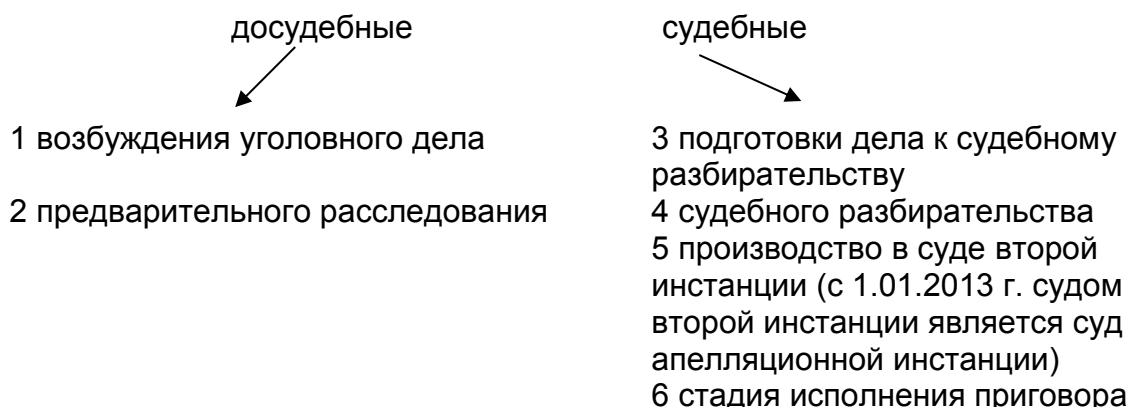 досудебные
судебные
1 возбуждения уголовного дела
2 предварительного расследования
3 подготовки дела к судебному
разбирательству
4 судебного разбирательства
5 производство в суде второй
инстанции (с 1.01.2013 г. судом
второй инстанции является суд
апелляционной инстанции)
6 стадия исполнения приговора